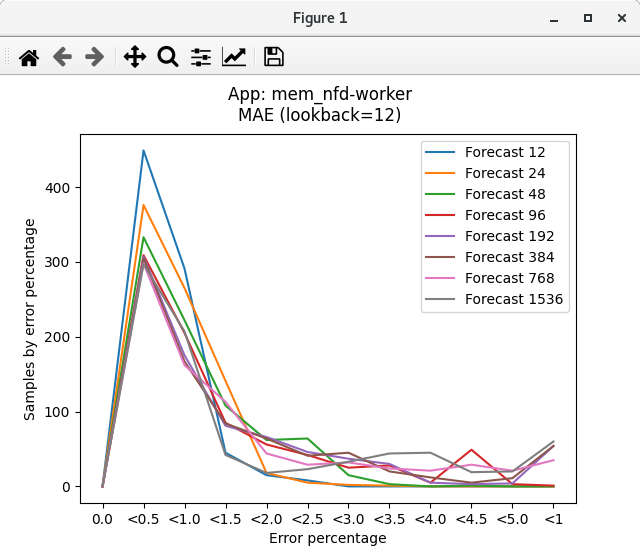 Figure 1
App: mem_nfd-worker
MAE (lookback=12)
Forecast 12
Forecast 24
Forecast 48
Forecast 96
Forecast 192
Forecast 384
Forecast 768
Forecast 1536
Samples by error percentage
400
300
200
100
0
0.0 <0.5 <1.0 <1.5 <2.0 <2.5 <3.0 <3.5 <4.0 <4.5 <5.0 <1
Error percentage